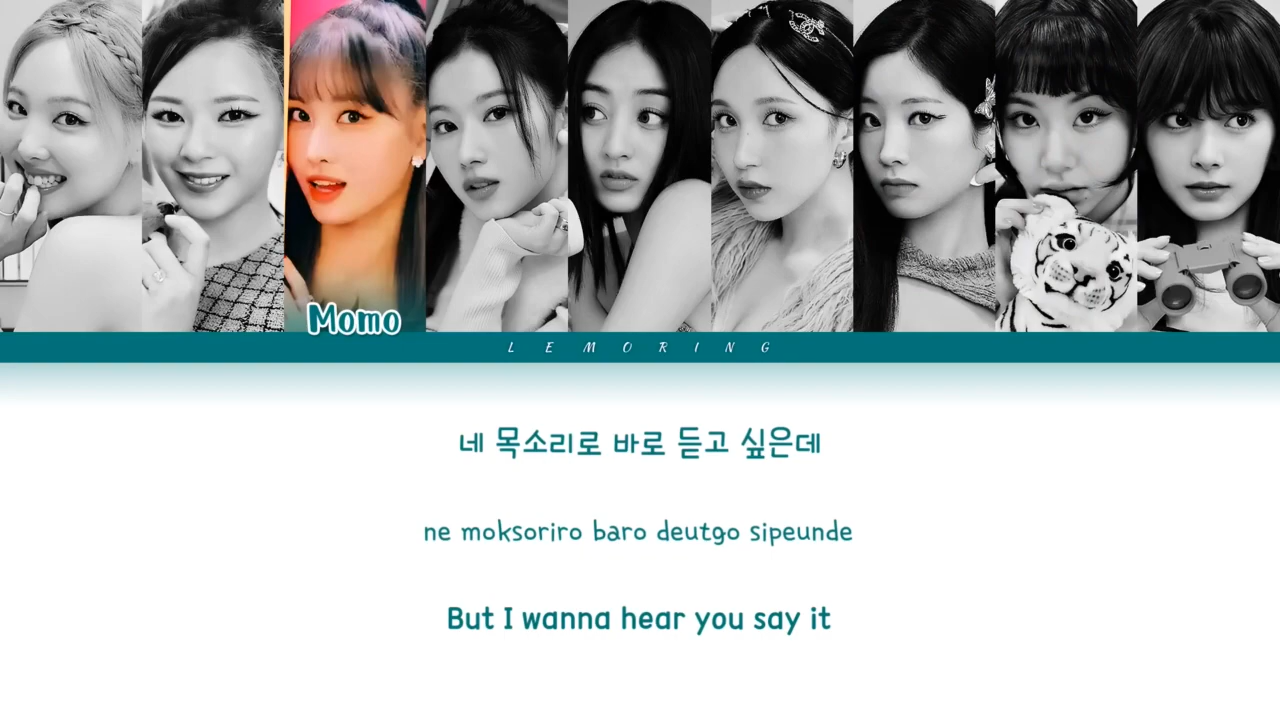 Momo
LEMORING
네 목소리로 바로 듣고 싶은데
ne moksoriro baro deutgo sipeunde
But I wanna hear you say it